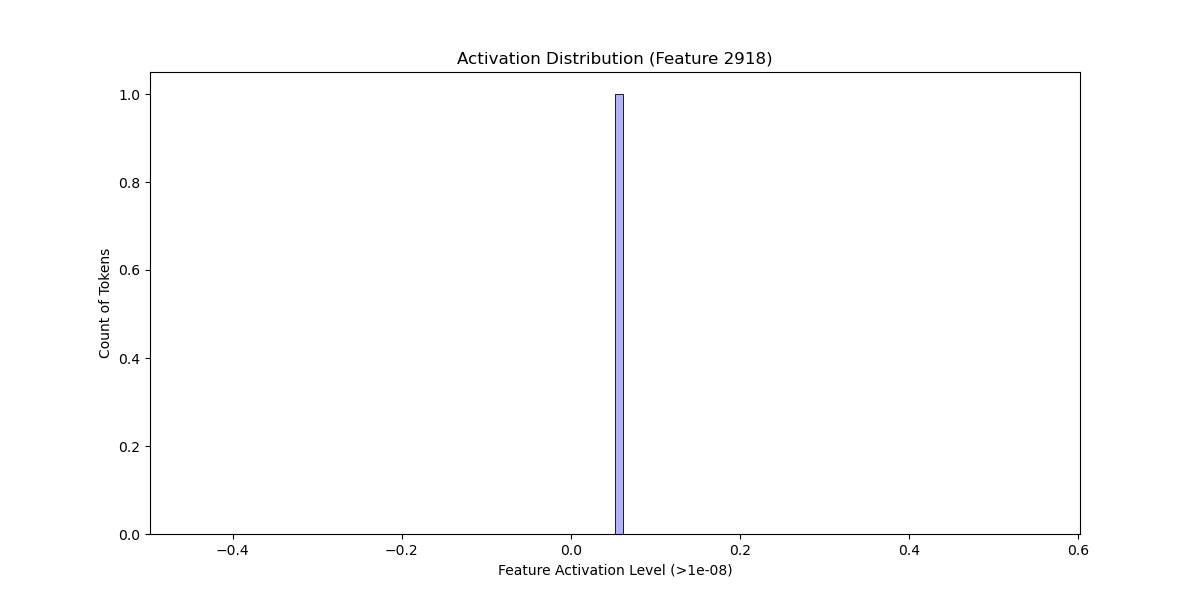 Activation Distribution (Feature 2918)
1.0
0.8
0.6
0.4
0.2
0.0
Count of Tokens
−0.4 −0.2 0.0 0.2 0.4 0.6
Feature Activation Level (>1e-08)